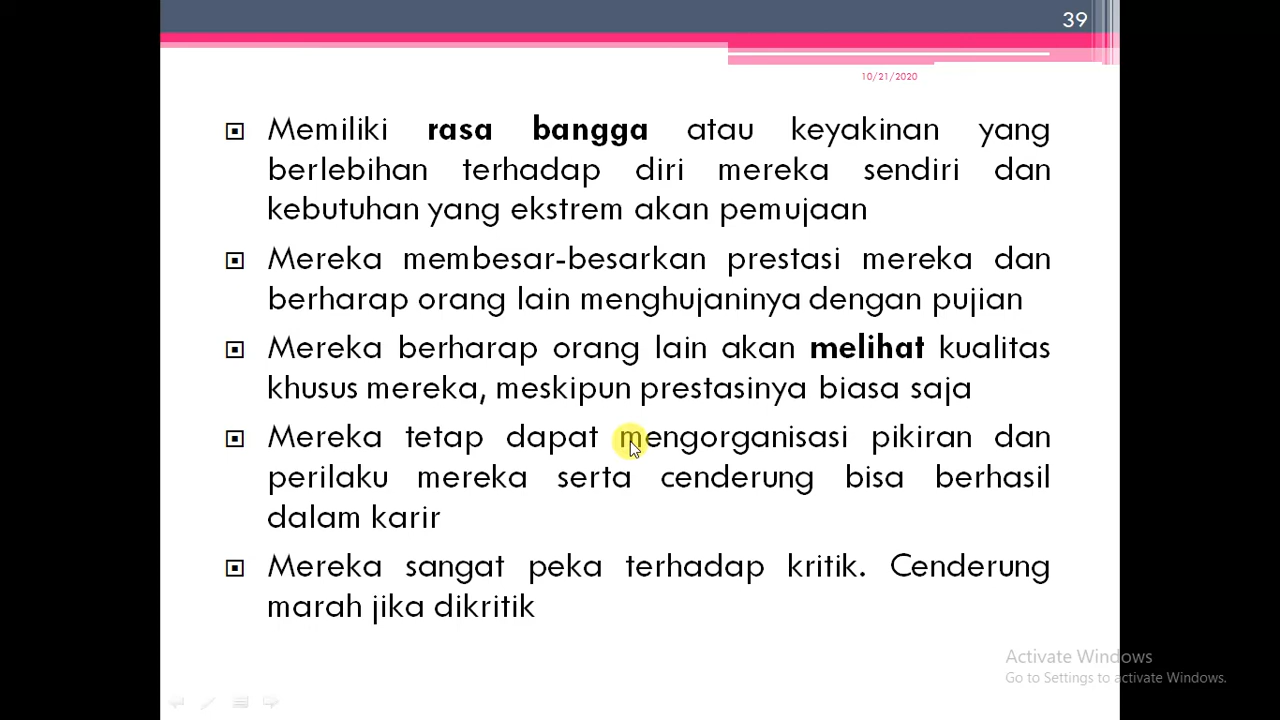 39
10/21/2020
Memiliki rasa bangga atau keyakinan yang
berlebihan terhadap diri mereka sendiri dan
kebutuhan yang ekstrem akan pemujaan
Mereka membesar-besarkan prestasi mereka dan
berharap orang lain menghujaninya dengan pujian
Mereka berharap orang lain akan melihat kualitas
khusus mereka, meskipun prestasinya biasa saja
Mereka tetap dapat mengorganisasi pikiran dan
perilaku mereka serta cenderung bisa berhasil
dalam karir
Mereka sangat peka terhadap kritik. Cenderung
marah jika dikritik
Activate Windows
Go to Settings to activate Windows.